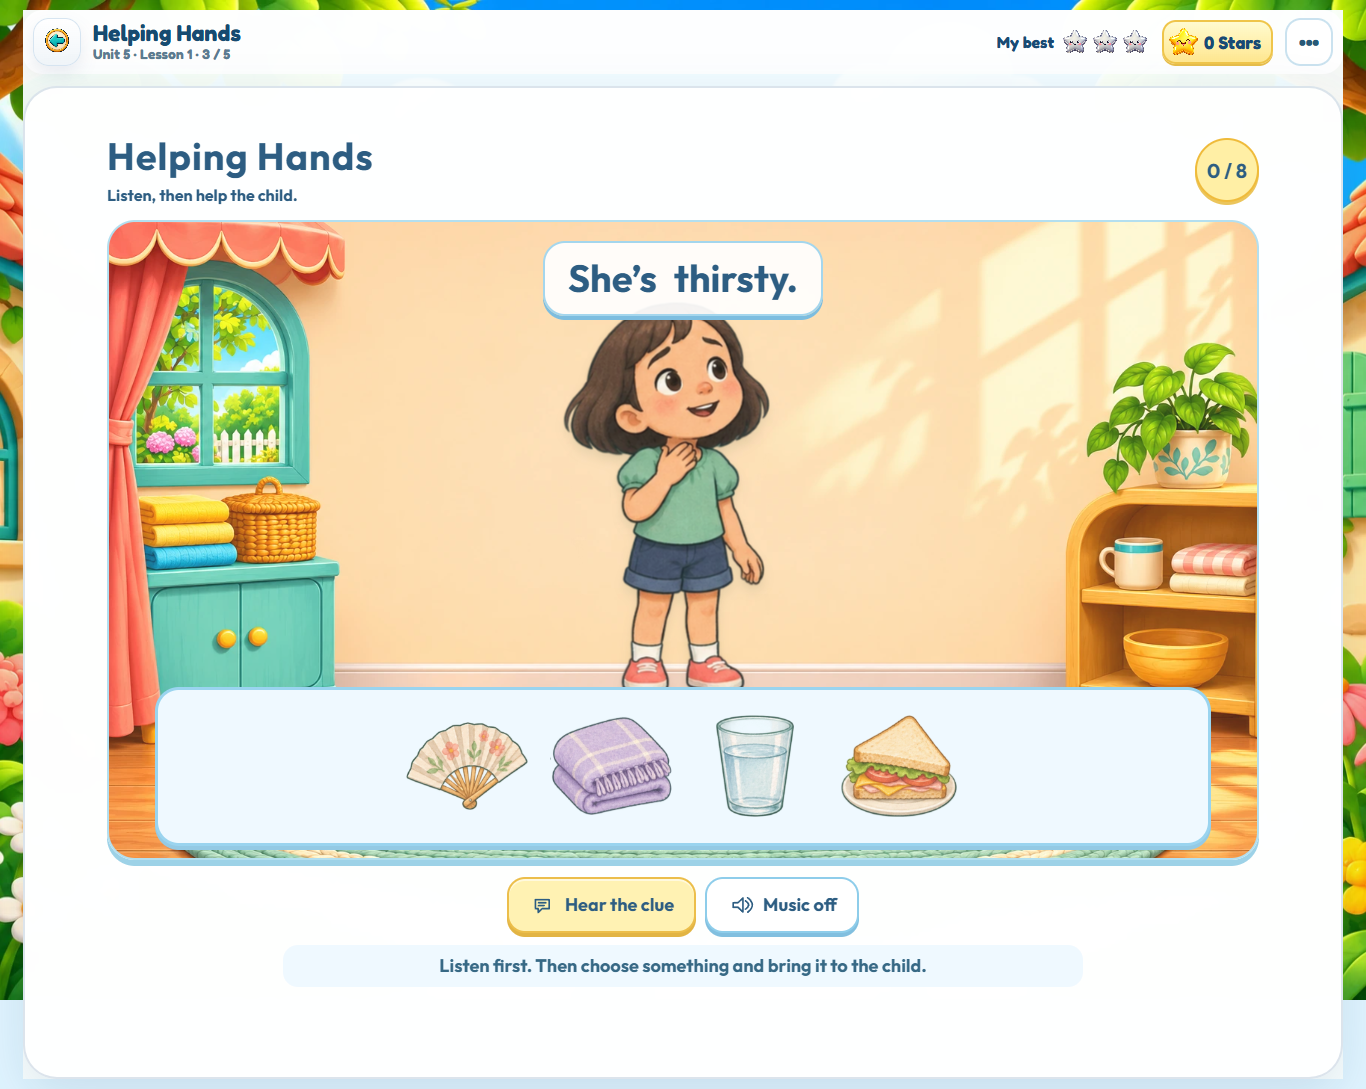 Helping Hands
Unit 5 · Lesson 1 · 3 / 5
My best
0 Stars
Helping Hands
Listen, then help the child.
0 / 8
She’s thirsty.
Hear the clue
Music off
Listen first. Then choose something and bring it to the child.